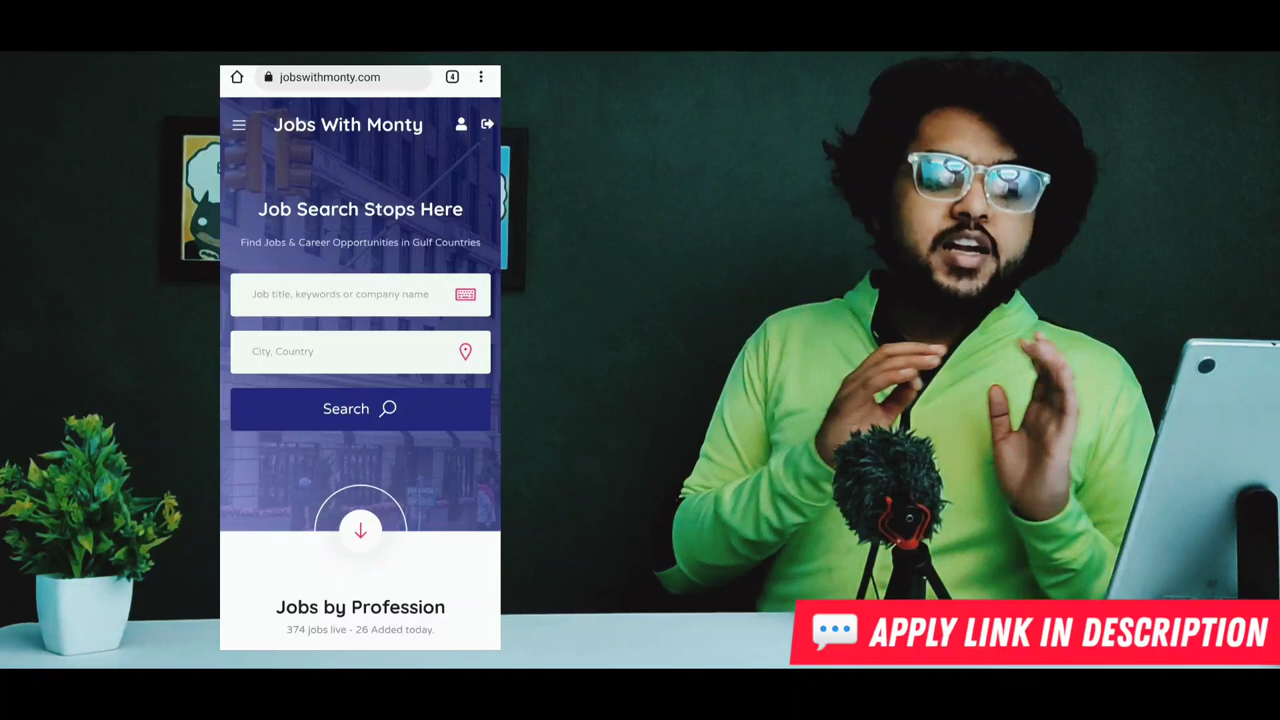 jobswithmonty.com
4
Jobs With Monty
Job Search Stops Here
Find Jobs & Career Opportunities in Gulf Countries
Job title, keywords or company name
City, Country
Search
Jobs by Profession
374 jobs live - 26 Added today.
APPLY LINK IN DESCRIPTION